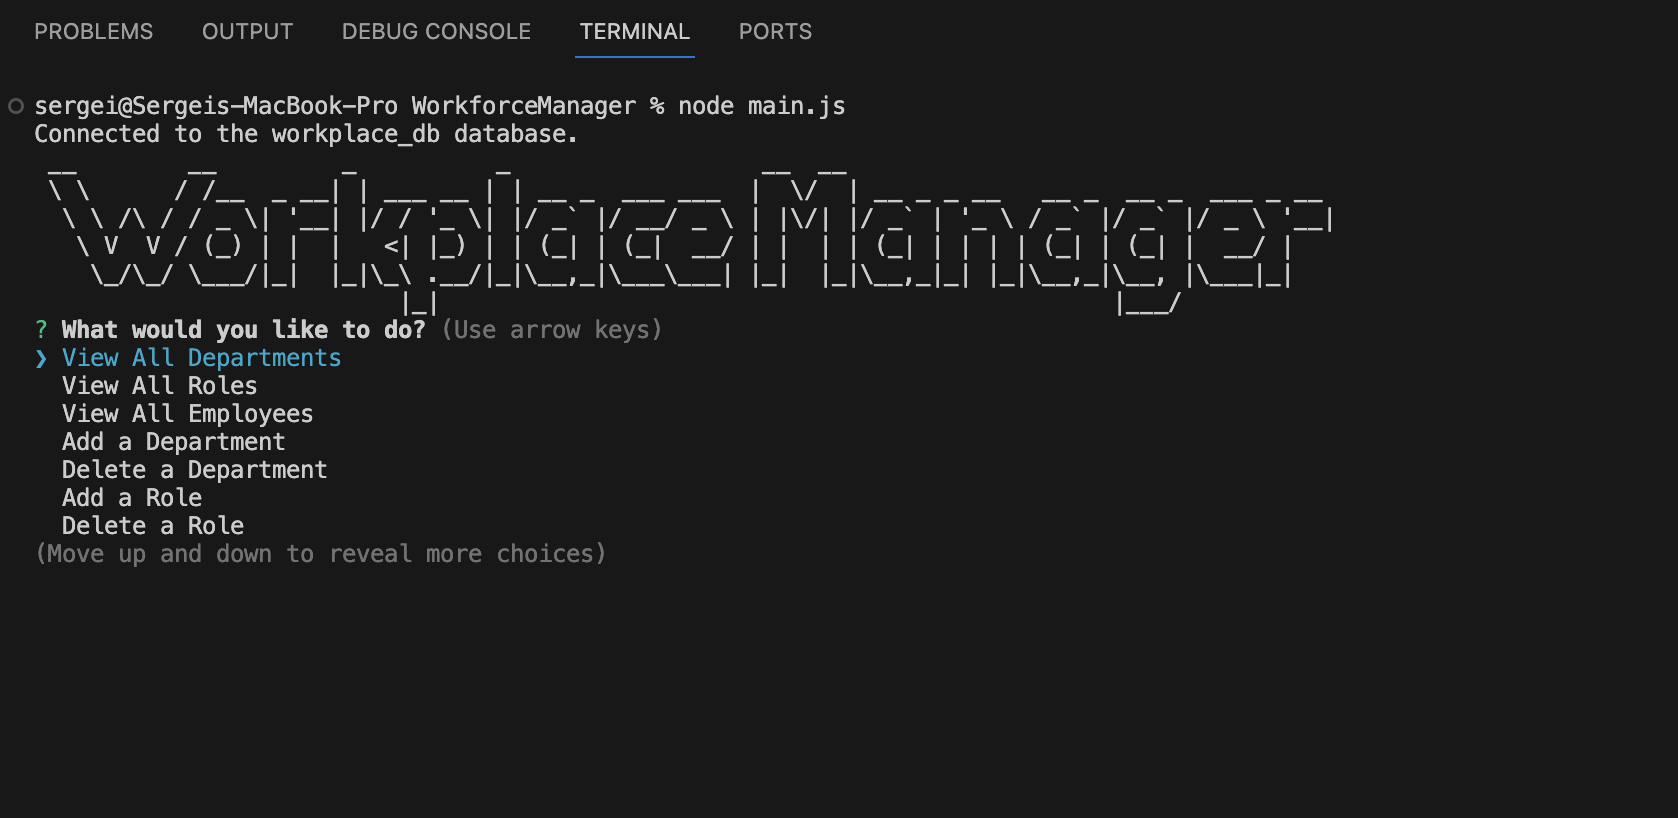 PROBLEMS OUTPUT DEBUG CONSOLE TERMINAL PORTS
sergei@Sergeis-MacBook-Pro WorkforceManager % node main.js
Connected to the workplace_db database.
Workplace Manager
? What would you like to do? (Use arrow keys)
❯ View All Departments
View All Roles
View All Employees
Add a Department
Delete a Department
Add a Role
Delete a Role
(Move up and down to reveal more choices)